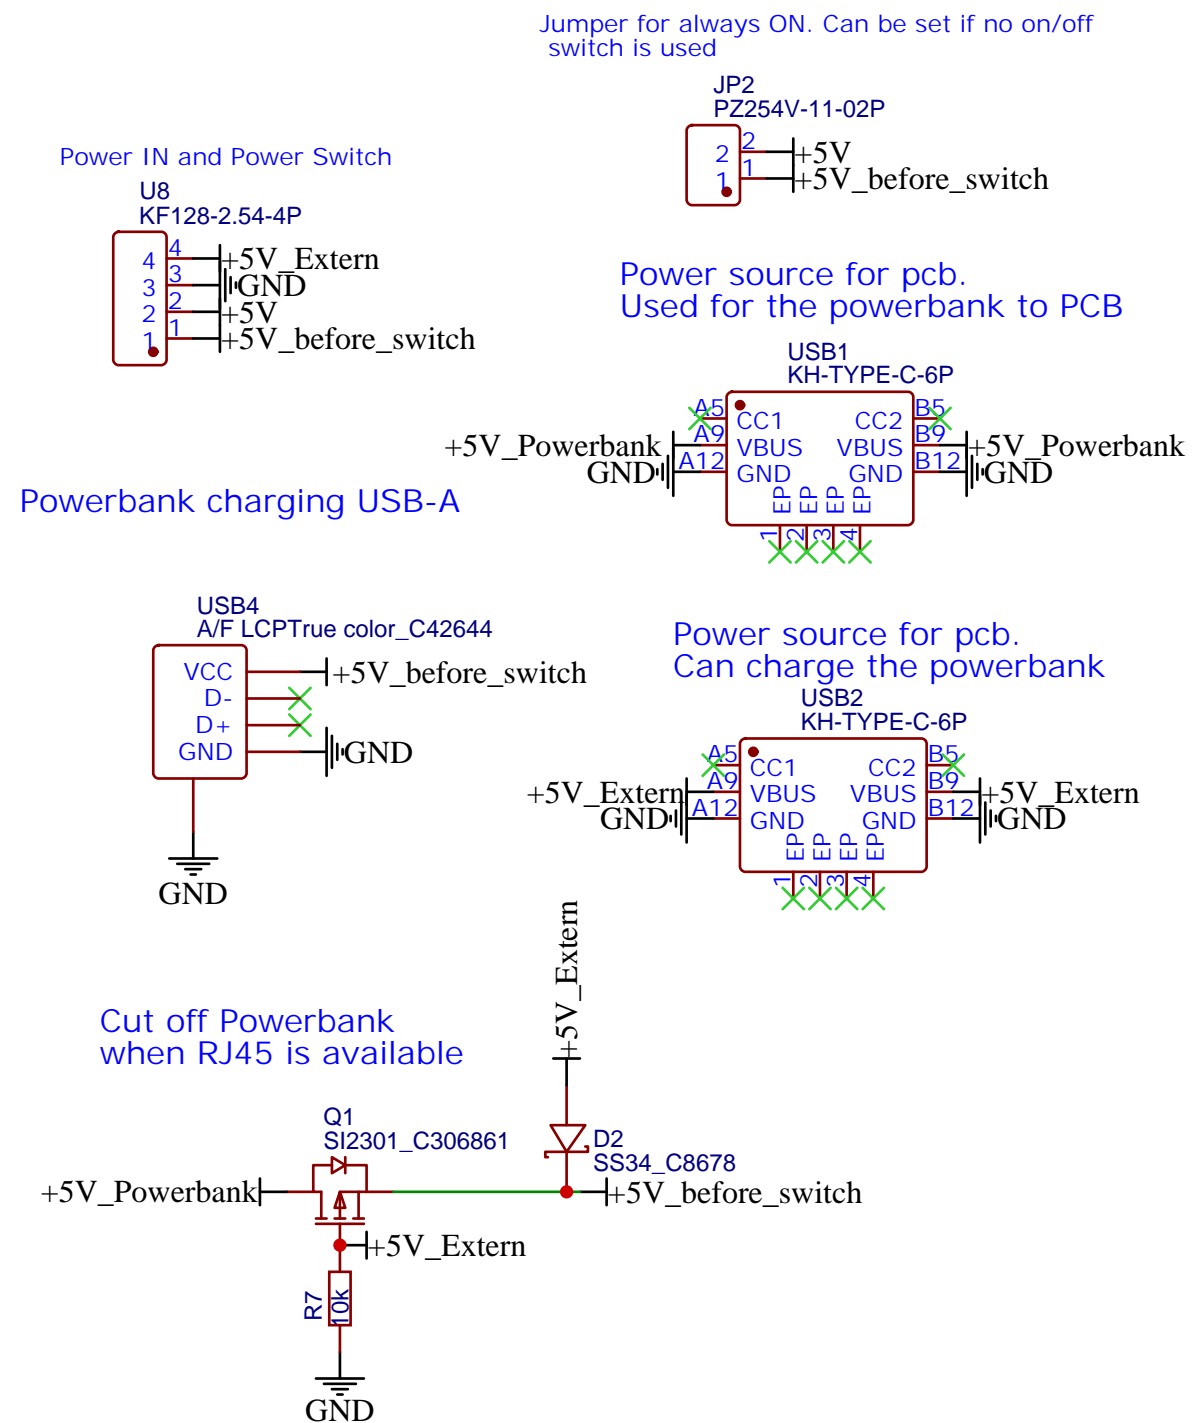 Jumper for always ON. Can be set if no on/off
switch is used
JP2
PZ254V-11-02P
2 2 +5V
1 1 +5V_before_switch
Power IN and Power Switch
U8
KF128-2.54-4P
4 4 +5V_Extern
3 3 GND
2 2 +5V
1 1 +5V_before_switch
Power source for pcb.
Used for the powerbank to PCB
USB1
KH-TYPE-C-6P
A5 CC1 CC2 B5
+5V_Powerbank A9 VBUS VBUS B9 +5V_Powerbank
GND A12 GND GND B12 GND
EP EP EP EP
1 2 3 4
Powerbank charging USB-A
USB4
A/F LCPTrue color_C42644
VCC +5V_before_switch
D-
D+
GND GND
GND
Power source for pcb.
Can charge the powerbank
USB2
KH-TYPE-C-6P
A5 CC1 CC2 B5
+5V_Extern A9 VBUS VBUS B9 +5V_Extern
GND A12 GND GND B12 GND
EP EP EP EP
1 2 3 4
Cut off Powerbank
when RJ45 is available
+5V_Extern
Q1
SI2301_C306861
D2
SS34_C8678
+5V_Powerbank +5V_before_switch
+5V_Extern
R7
10k
GND